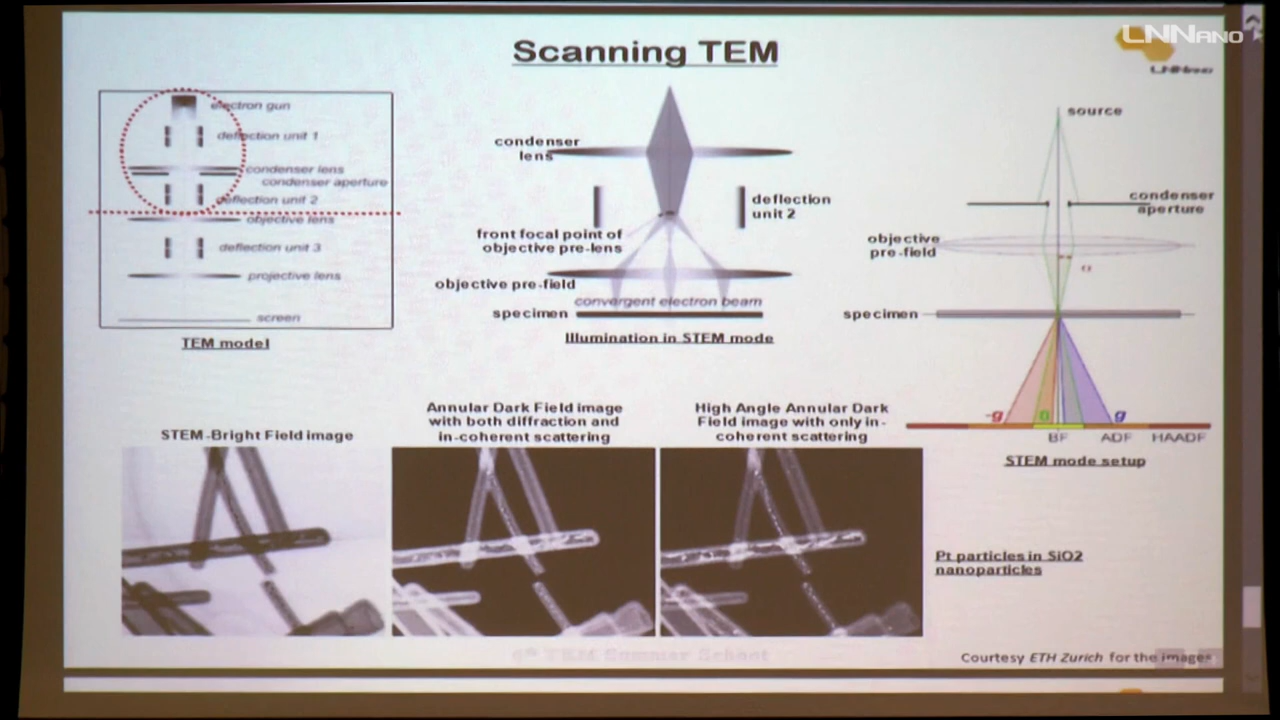 LNNANO
Scanning TEM
LNNano
electron gun
deflection unit 1
condenser lens
condenser aperture
deflection unit 2
objective lens
deflection unit 3
projective lens
screen
TEM model
condenser
lens
deflection
unit 2
front focal point of
objective pre-lens
objective pre-field
convergent electron beam
specimen
Illumination in STEM mode
source
condenser
aperture
objective
pre-field
α
specimen
-g
0
g
BF
ADF
HAADF
STEM mode setup
STEM -Bright Field image
Annular Dark Field image
with both diffraction and
in-coherent scattering
High Angle Annular Dark
Field image with only in-
coherent scattering
Pt particles in SiO2
nanoparticles
TEM Summer School
Courtesy ETH Zurich for the images